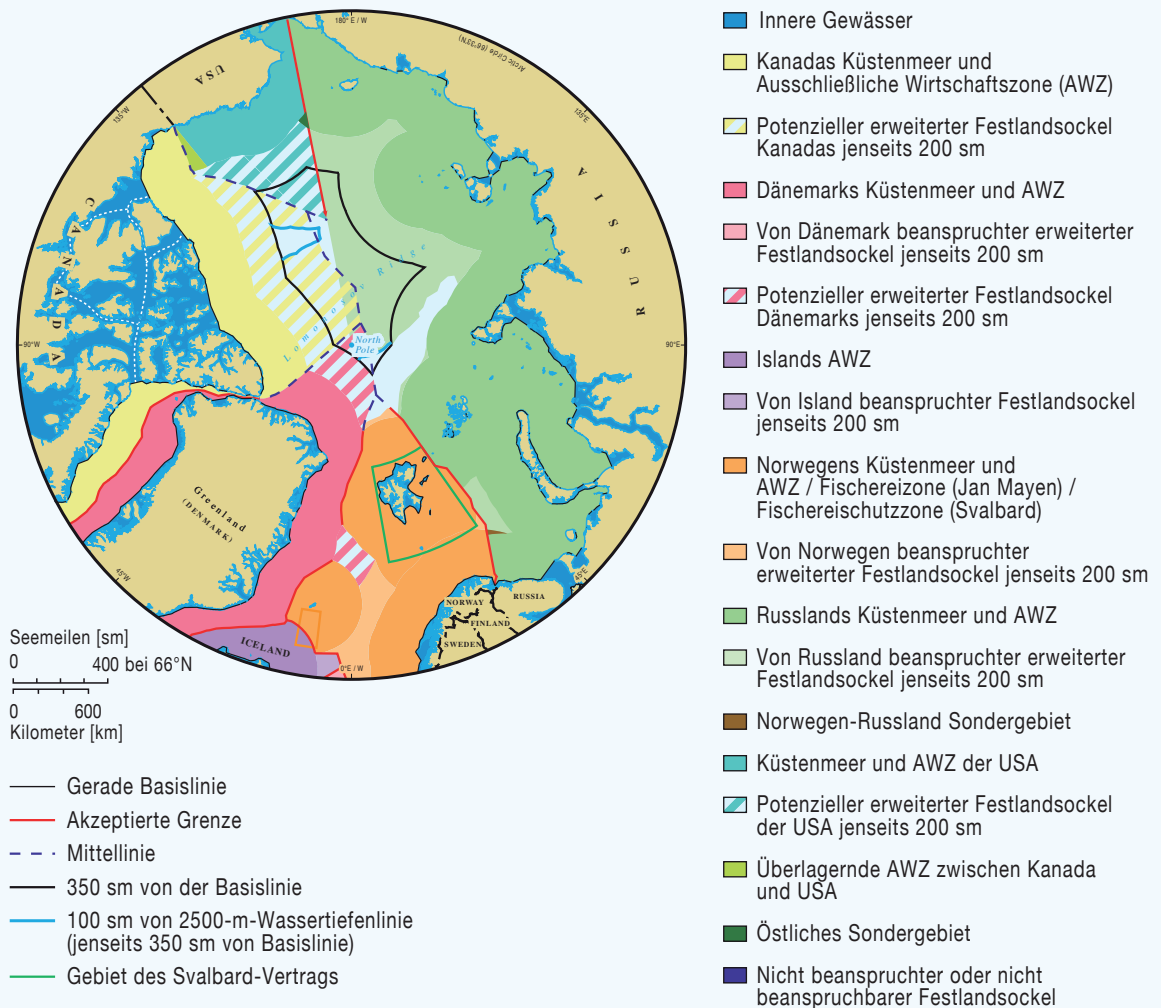 180° E / W
Arctic Circle (66°33'N)
USA
135°W
135°E
CANADA
RUSSIA
Lomonosov Ridge
North
Pole
90°W
90°E
Greenland
(DENMARK)
45°W
45°E
NORWAY
RUSSIA
FINLAND
SWEDEN
ICELAND
0°E / W
Seemeilen [sm]
0 400 bei 66°N
0 600
Kilometer [km]
Gerade Basislinie
Akzeptierte Grenze
Mittellinie
350 sm von der Basislinie
100 sm von 2500-m-Wassertiefenlinie
(jenseits 350 sm von Basislinie)
Gebiet des Svalbard-Vertrags
Innere Gewässer
Kanadas Küstenmeer und
Ausschließliche Wirtschaftszone (AWZ)
Potenzieller erweiterter Festlandsockel
Kanadas jenseits 200 sm
Dänemarks Küstenmeer und AWZ
Von Dänemark beanspruchter erweiterter
Festlandsockel jenseits 200 sm
Potenzieller erweiterter Festlandsockel
Dänemarks jenseits 200 sm
Islands AWZ
Von Island beanspruchter Festlandsockel
jenseits 200 sm
Norwegens Küstenmeer und
AWZ / Fischereizone (Jan Mayen) /
Fischereischutzzone (Svalbard)
Von Norwegen beanspruchter
erweiterter Festlandsockel jenseits 200 sm
Russlands Küstenmeer und AWZ
Von Russland beanspruchter erweiterter
Festlandsockel jenseits 200 sm
Norwegen-Russland Sondergebiet
Küstenmeer und AWZ der USA
Potenzieller erweiterter Festlandsockel
der USA jenseits 200 sm
Überlagernde AWZ zwischen Kanada
und USA
Östliches Sondergebiet
Nicht beanspruchter oder nicht
beanspruchbarer Festlandsockel